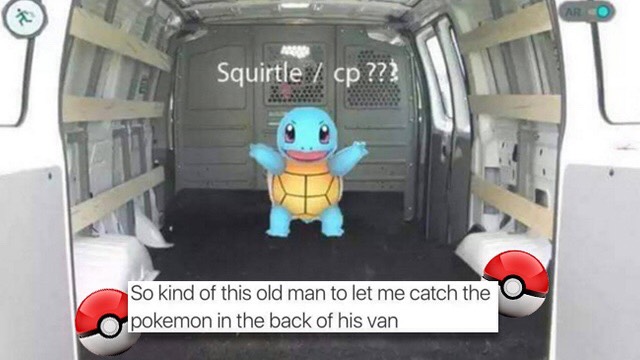 AR
Squirtle / cp ???
So kind of this old man to let me catch the
pokemon in the back of his van